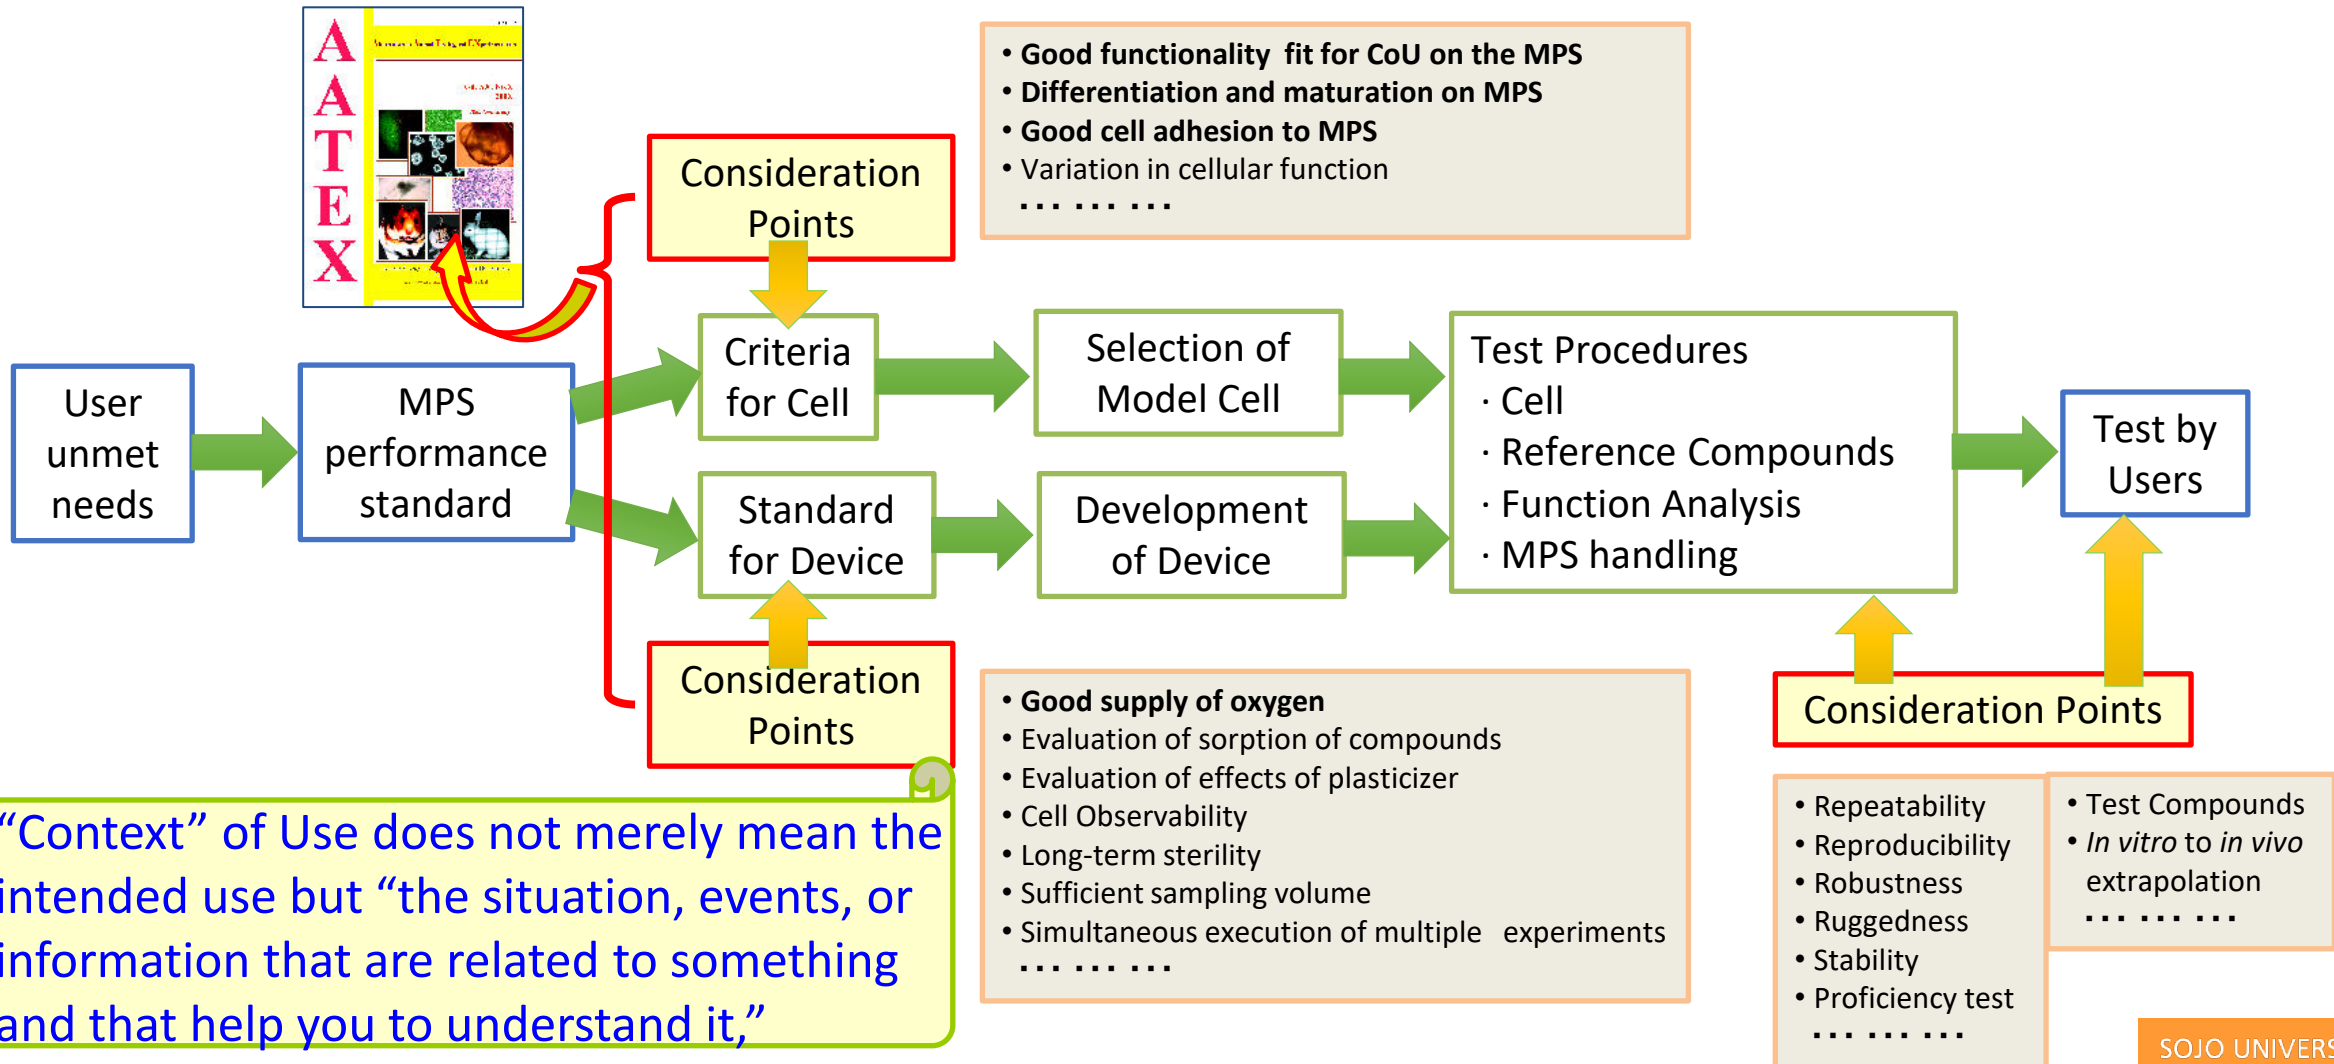 A
A
T
E
X
• Good functionality fit for CoU on the MPS
• Differentiation and maturation on MPS
• Good cell adhesion to MPS
• Variation in cellular function
… … …
Consideration
Points
User
unmet
needs
MPS
performance
standard
Criteria
for Cell
Selection of
Model Cell
Standard
for Device
Development
of Device
Test Procedures
· Cell
· Reference Compounds
· Function Analysis
· MPS handling
Test by
Users
Consideration
Points
• Good supply of oxygen
• Evaluation of sorption of compounds
• Evaluation of effects of plasticizer
• Cell Observability
• Long-term sterility
• Sufficient sampling volume
• Simultaneous execution of multiple experiments
… … …
Consideration Points
• Repeatability
• Reproducibility
• Robustness
• Ruggedness
• Stability
• Proficiency test
… … …
• Test Compounds
• In vitro to in vivo
extrapolation
… … …
“Context” of Use does not merely mean the
intended use but “the situation, events, or
information that are related to something
and that help you to understand it,”
SOJO UNIVERS